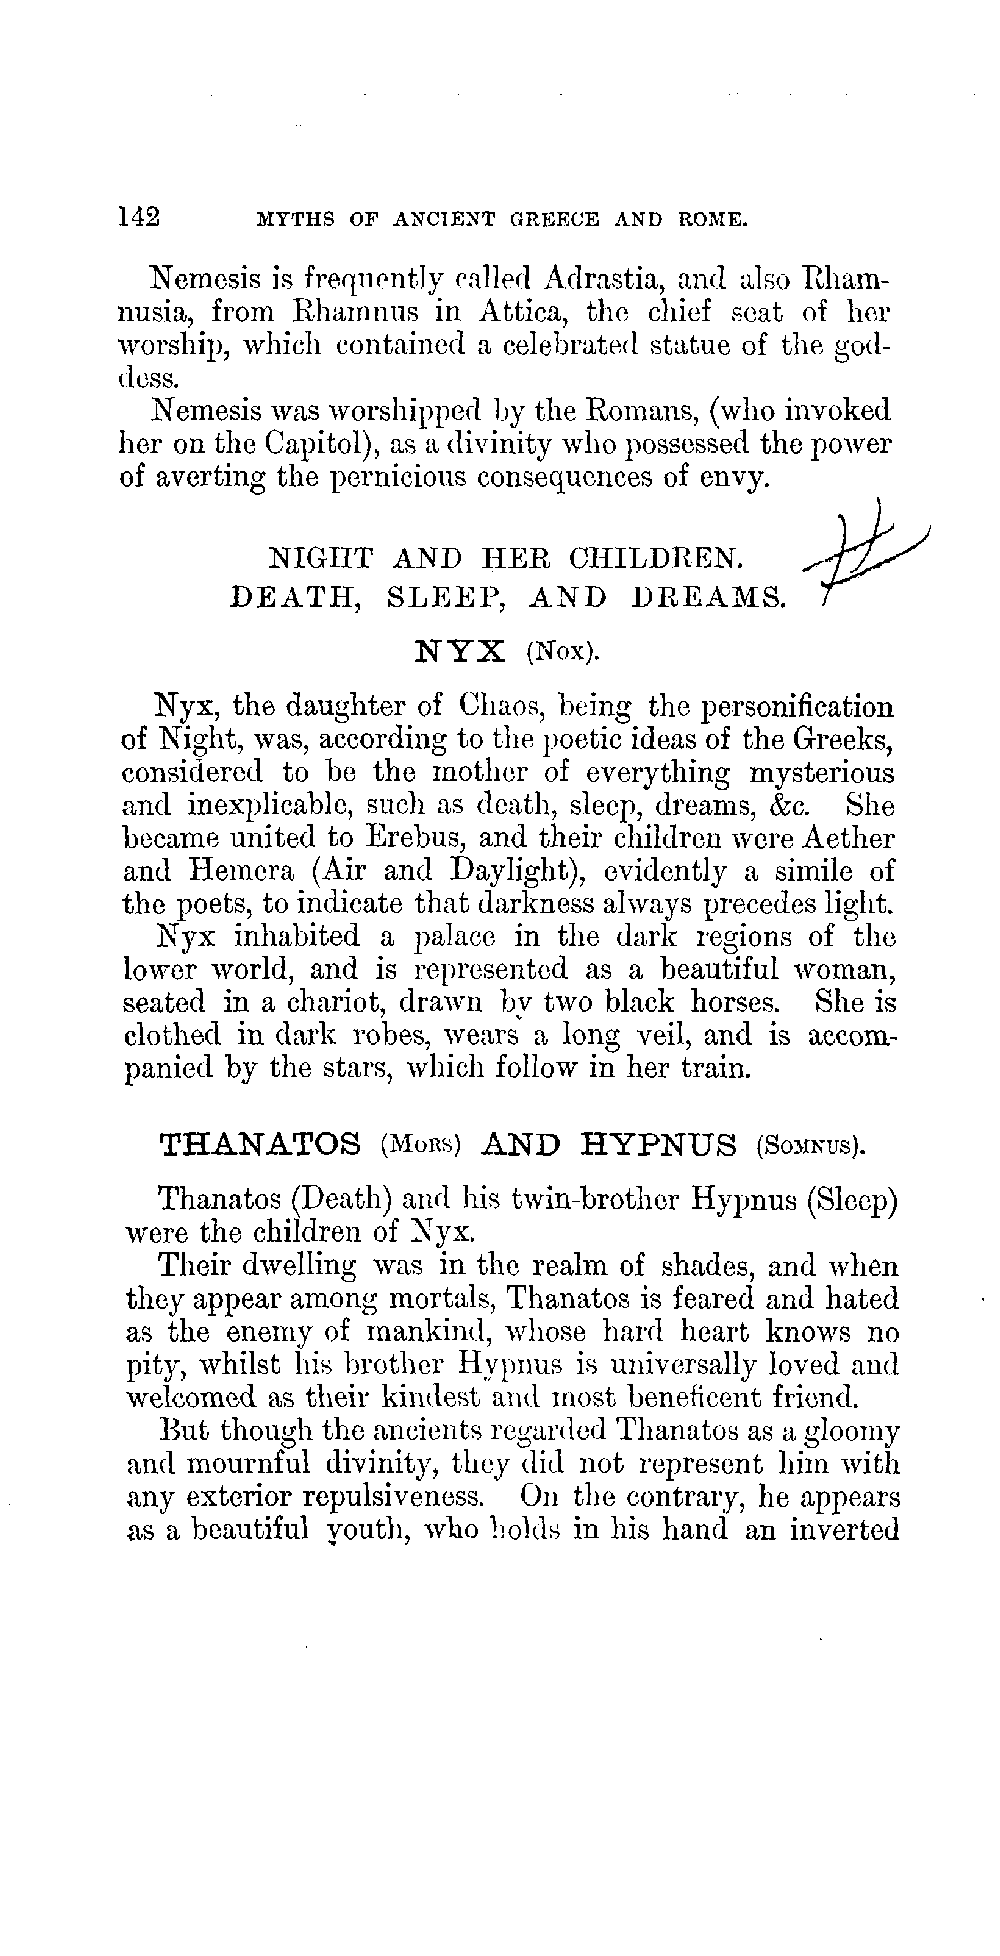 142 MYTHS OF ANCIENT GREECE AND ROME.
Nemesis is frequently called Adrastia, and also Rham-
nusia, from Rhamnus in Attica, the chief seat of her
worship, which contained a celebrated statue of the god-
dess.
Nemesis was worshipped by the Romans, (who invoked
her on the Capitol), as a divinity who possessed the power
of averting the pernicious consequences of envy.
NIGHT AND HER CHILDREN.
DEATH, SLEEP, AND DREAMS.
NYX (Nox).
Nyx, the daughter of Chaos, being the personification
of Night, was, according to the poetic ideas of the Greeks,
considered to be the mother of everything mysterious
and inexplicable, such as death, sleep, dreams, &c. She
became united to Erebus, and their children were Aether
and Hemera (Air and Daylight), evidently a simile of
the poets, to indicate that darkness always precedes light.
Nyx inhabited a palace in the dark regions of the
lower world, and is represented as a beautiful woman,
seated in a chariot, drawn by two black horses. She is
clothed in dark robes, wears a long veil, and is accom-
panied by the stars, which follow in her train.
THANATOS (Mors) AND HYPNUS (Somnus).
Thanatos (Death) and his twin-brother Hypnus (Sleep)
were the children of Nyx.
Their dwelling was in the realm of shades, and when
they appear among mortals, Thanatos is feared and hated
as the enemy of mankind, whose hard heart knows no
pity, whilst his brother Hypnus is universally loved and
welcomed as their kindest and most beneficent friend.
But though the ancients regarded Thanatos as a gloomy
and mournful divinity, they did not represent him with
any exterior repulsiveness. On the contrary, he appears
as a beautiful youth, who holds in his hand an inverted